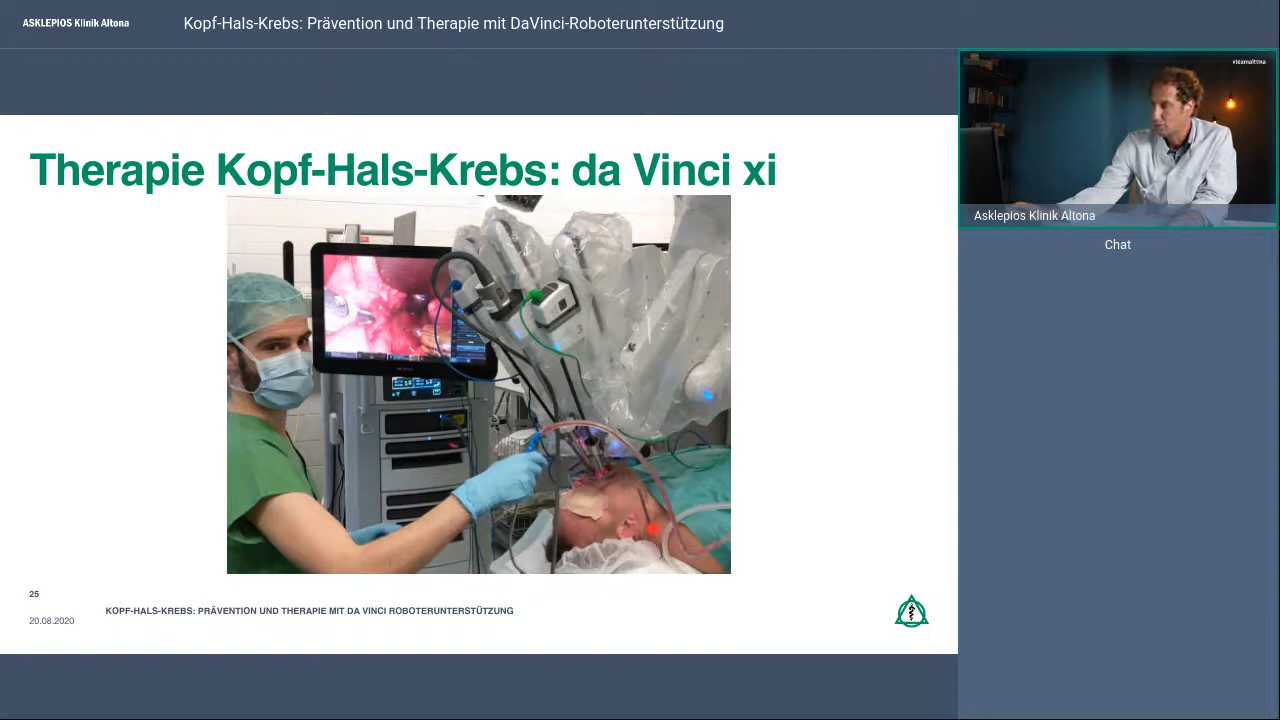 ASKLEPIOS Klinik Altona
Kopf-Hals-Krebs: Prävention und Therapie mit DaVinci-Roboterunterstützung
#teamaltona
Therapie Kopf-Hals-Krebs: da Vinci xi
3
Asklepios Klinik Altona
Chat
25
KOPF-HALS-KREBS: PRÄVENTION UND THERAPIE MIT DA VINCI ROBOTERUNTERSTÜTZUNG
20.08.2020